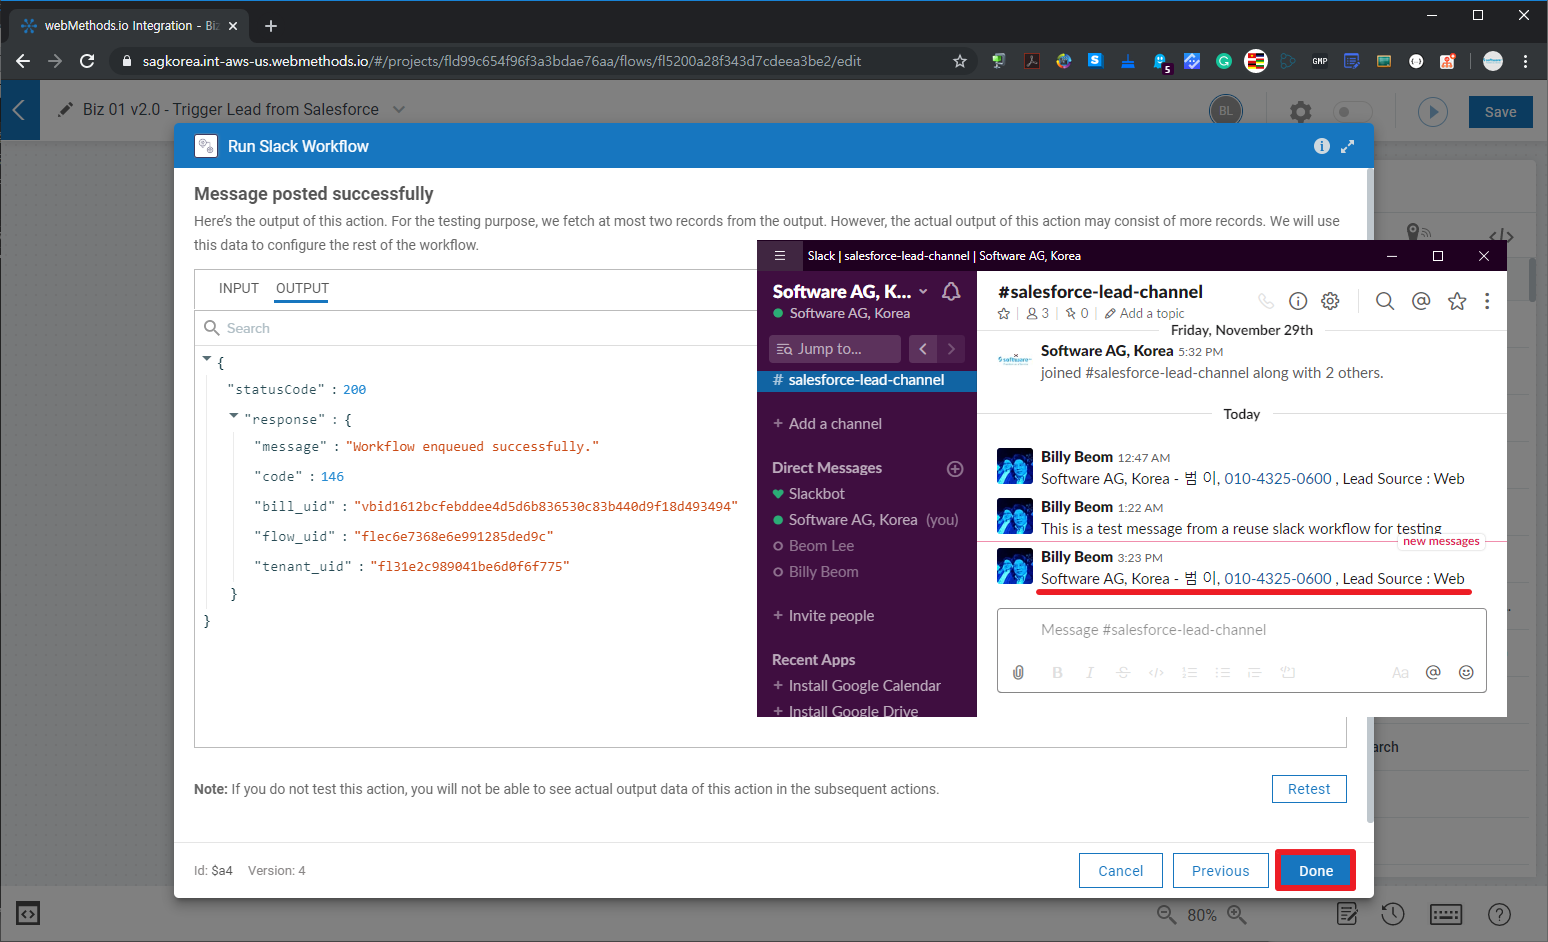 webMethods.io Integration - Biz
sagkorea.int-aws-us.webmethods.io/#/projects/fld99c654f96f3a3bdae76aa/flows/fl5200a28f343d7cdeea3be2/edit
5
GMP
Biz 01 v2.0 - Trigger Lead from Salesforce
BL
Save
Run Slack Workflow
Message posted successfully
Here's the output of this action. For the testing purpose, we fetch at most two records from the output. However, the actual output of this action may consist of more records. We will use
this data to configure the rest of the workflow.
INPUT OUTPUT
Search
{
"statusCode" : 200
"response" : {
"message" : "Workflow enqueued successfully."
"code" : 146
"bill_uid" : "vbid1612bcfebddee4d5d6b836530c83b440d9f18d493494"
"flow_uid" : "flec6e7368e6e991285ded9c"
"tenant_uid" : "fl31e2c989041be6d0f6f775"
}
}
Slack | salesforce-lead-channel | Software AG, Korea
Software AG, K...
Software AG, Korea
Jump to...
# salesforce-lead-channel
+ Add a channel
Direct Messages
Slackbot
Software AG, Korea (you)
Beom Lee
Billy Beom
+ Invite people
Recent Apps
+ Install Google Calendar
+ Install Google Drive
#salesforce-lead-channel
3 | 0 | Add a topic
Friday, November 29th
Software AG, Korea 5:32 PM
joined #salesforce-lead-channel along with 2 others.
Today
Billy Beom 12:47 AM
Software AG, Korea - 범 이, 010-4325-0600 , Lead Source : Web
Billy Beom 1:22 AM
This is a test message from a reuse slack workflow for testing
new messages
Billy Beom 3:23 PM
Software AG, Korea - 범 이, 010-4325-0600 , Lead Source : Web
Message #salesforce-lead-channel
B I S </> Aa @
arch
Note: If you do not test this action, you will not be able to see actual output data of this action in the subsequent actions.
Retest
Id: $a4 Version: 4
Cancel Previous Done
80%